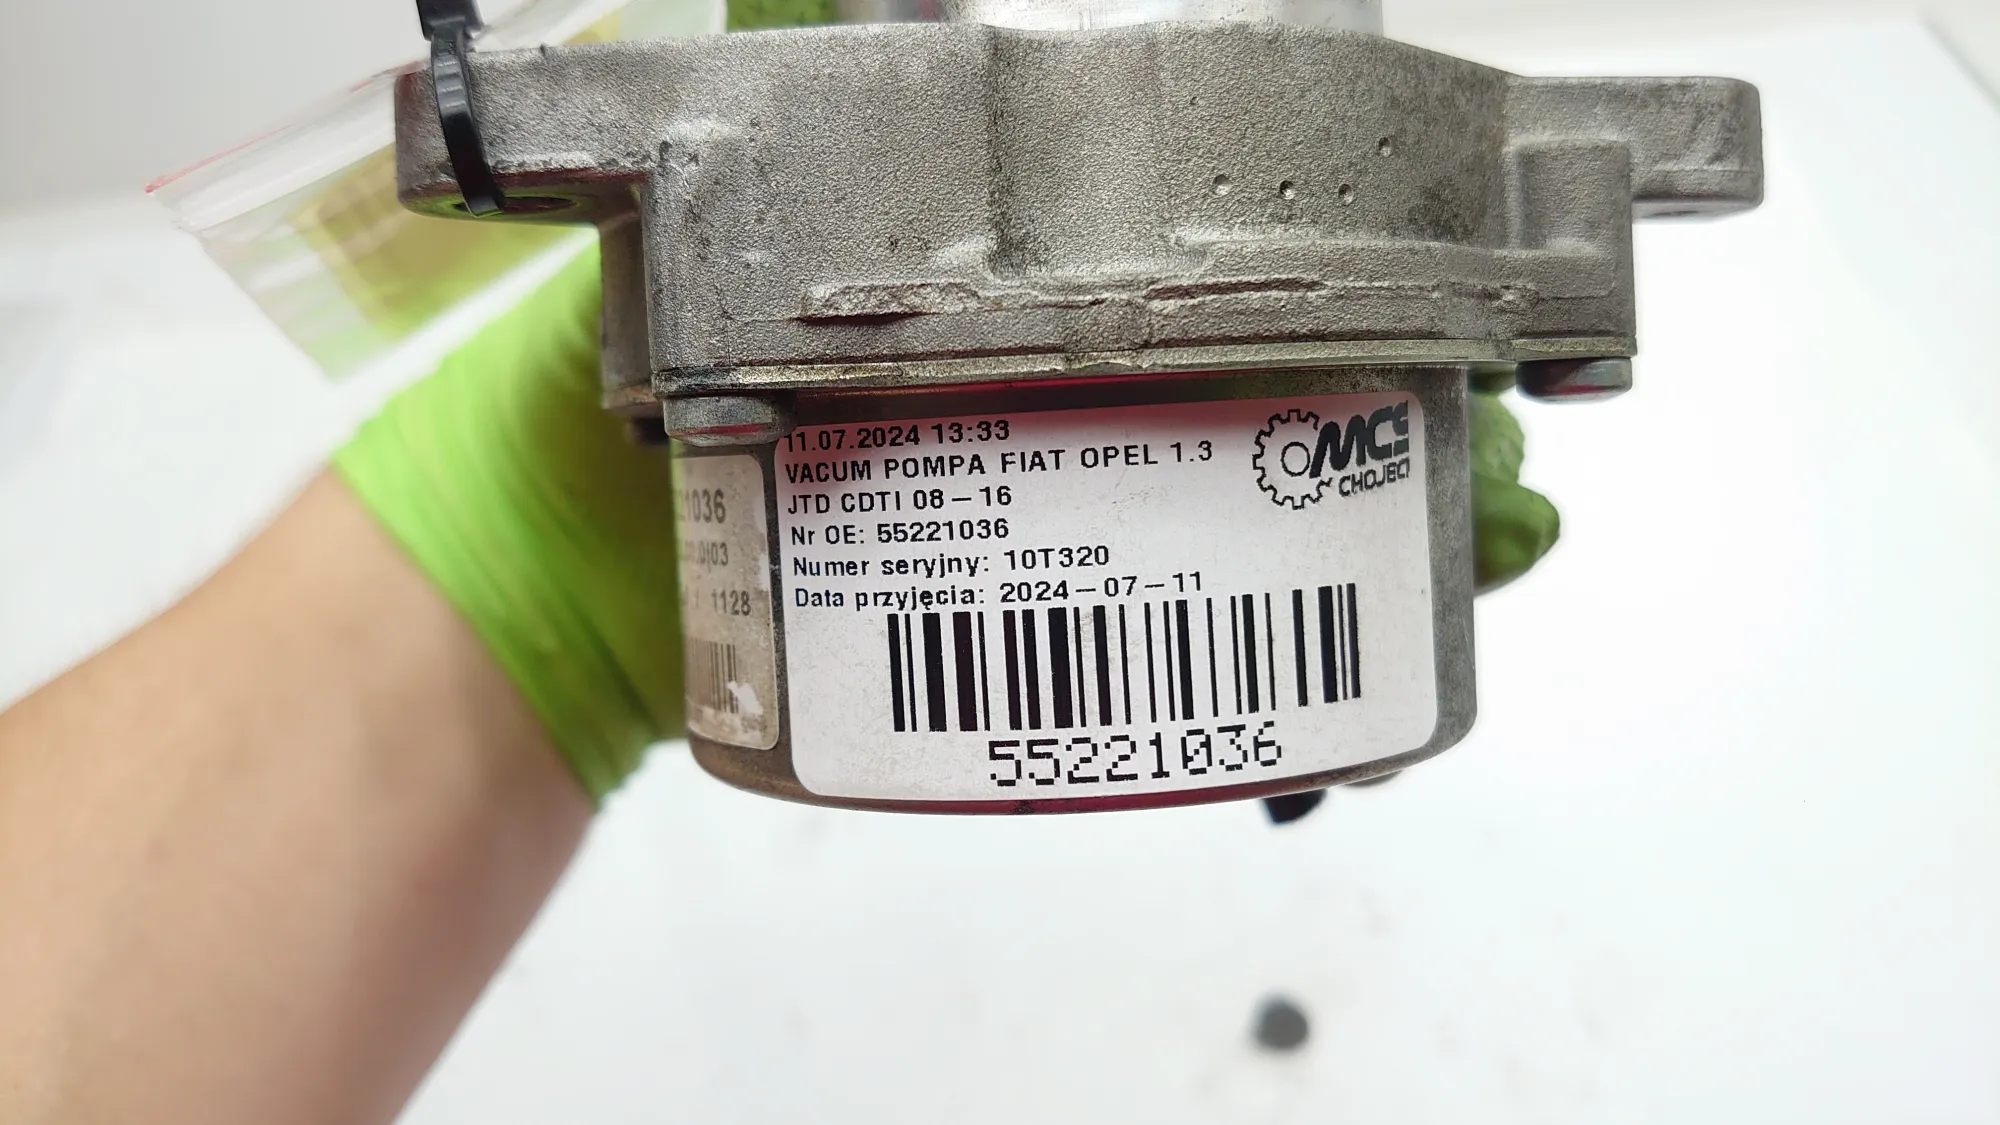 11.07.2024 13:33
VACUM POMPA FIAT OPEL 1.3
JTD CDTI 08-16
Nr OE: 55221036
Numer seryjny: 10T320
Data przyjęcia: 2024-07-11
55221036
MCS
CHOJECKI
21036
1128